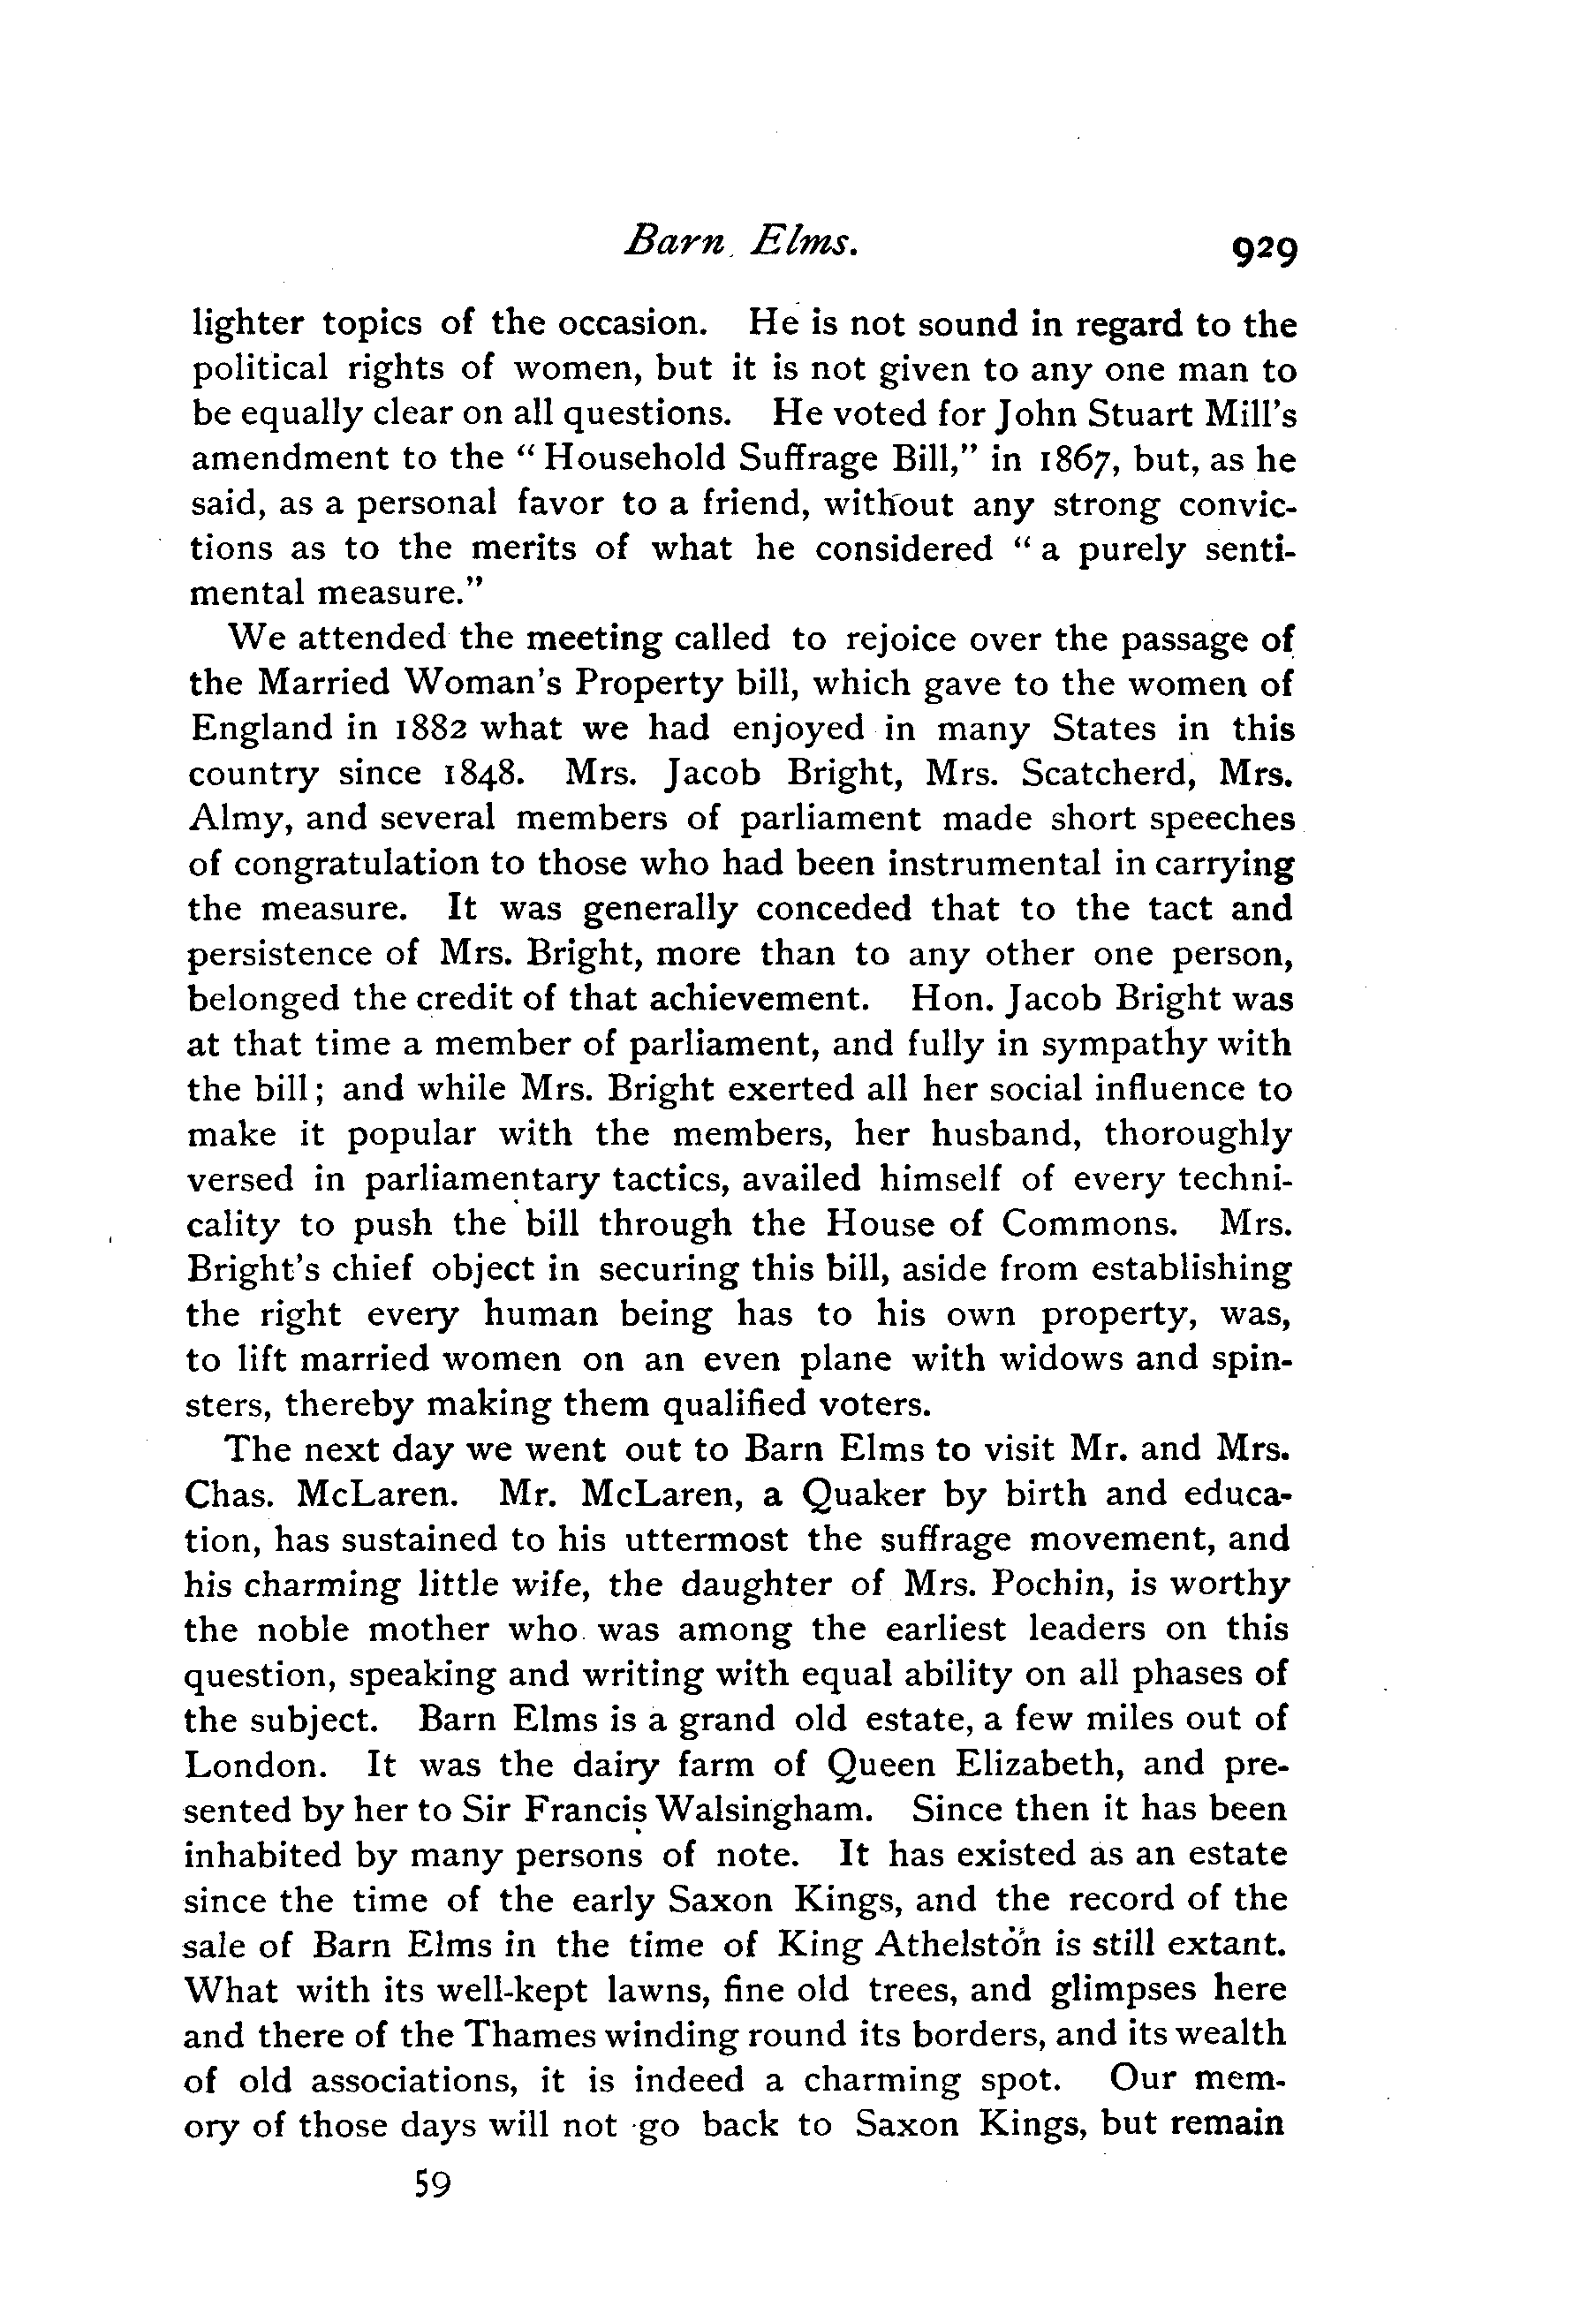 Barn Elms. 929
lighter topics of the occasion. He is not sound in regard to the
political rights of women, but it is not given to any one man to
be equally clear on all questions. He voted for John Stuart Mill's
amendment to the "Household Suffrage Bill," in 1867, but, as he
said, as a personal favor to a friend, without any strong convic-
tions as to the merits of what he considered "a purely senti-
mental measure."
We attended the meeting called to rejoice over the passage of
the Married Woman's Property bill, which gave to the women of
England in 1882 what we had enjoyed in many States in this
country since 1848. Mrs. Jacob Bright, Mrs. Scatcherd, Mrs.
Almy, and several members of parliament made short speeches
of congratulation to those who had been instrumental in carrying
the measure. It was generally conceded that to the tact and
persistence of Mrs. Bright, more than to any other one person,
belonged the credit of that achievement. Hon. Jacob Bright was
at that time a member of parliament, and fully in sympathy with
the bill; and while Mrs. Bright exerted all her social influence to
make it popular with the members, her husband, thoroughly
versed in parliamentary tactics, availed himself of every techni-
cality to push the bill through the House of Commons. Mrs.
Bright's chief object in securing this bill, aside from establishing
the right every human being has to his own property, was,
to lift married women on an even plane with widows and spin-
sters, thereby making them qualified voters.
The next day we went out to Barn Elms to visit Mr. and Mrs.
Chas. McLaren. Mr. McLaren, a Quaker by birth and educa-
tion, has sustained to his uttermost the suffrage movement, and
his charming little wife, the daughter of Mrs. Pochin, is worthy
the noble mother who was among the earliest leaders on this
question, speaking and writing with equal ability on all phases of
the subject. Barn Elms is a grand old estate, a few miles out of
London. It was the dairy farm of Queen Elizabeth, and pre-
sented by her to Sir Francis Walsingham. Since then it has been
inhabited by many persons of note. It has existed as an estate
since the time of the early Saxon Kings, and the record of the
sale of Barn Elms in the time of King Athelston is still extant.
What with its well-kept lawns, fine old trees, and glimpses here
and there of the Thames winding round its borders, and its wealth
of old associations, it is indeed a charming spot. Our mem-
ory of those days will not go back to Saxon Kings, but remain
59